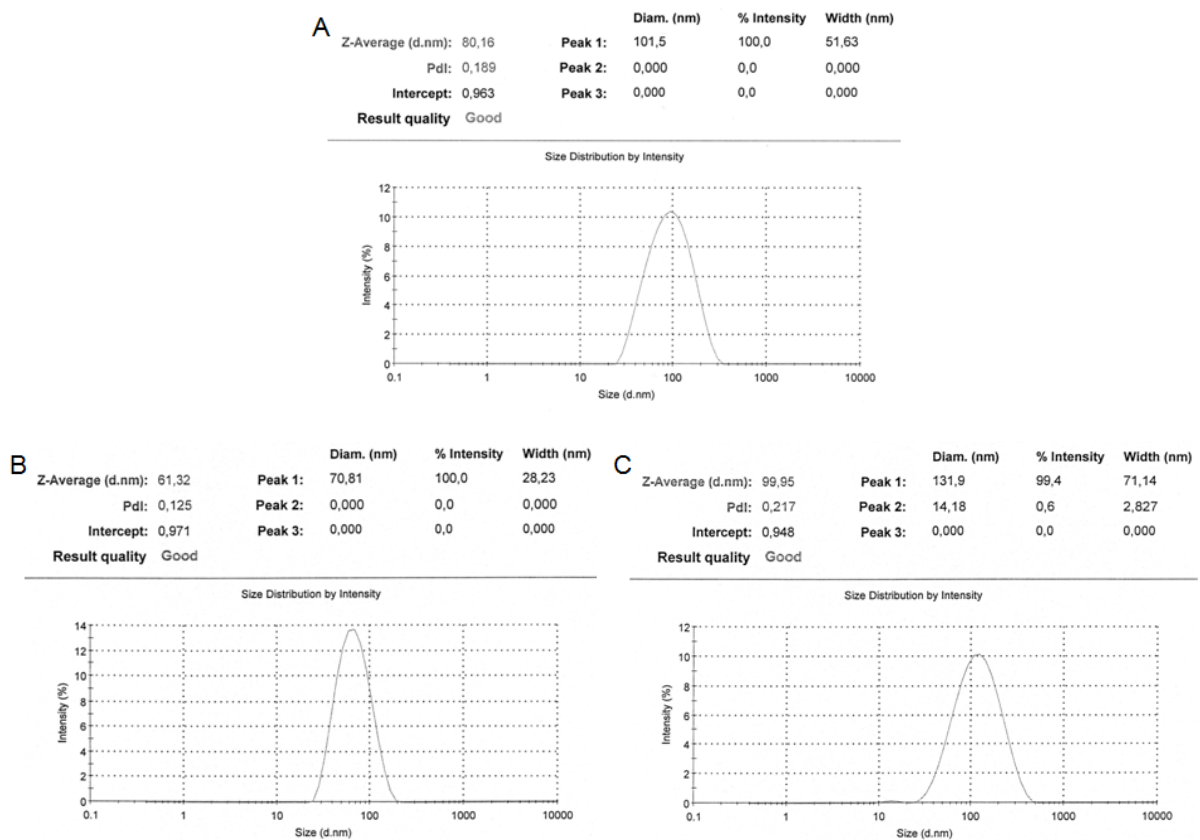 A
Diam. (nm) % Intensity Width (nm)
Z-Average (d.nm): 80,16 Peak 1: 101,5 100,0 51,63
PdI: 0,189 Peak 2: 0,000 0,0 0,000
Intercept: 0,963 Peak 3: 0,000 0,0 0,000
Result quality Good
Size Distribution by Intensity
Intensity (%)
12
10
8
6
4
2
0
0.1 1 10 100 1000 10000
Size (d.nm)
B
Diam. (nm) % Intensity Width (nm)
Z-Average (d.nm): 61,32 Peak 1: 70,81 100,0 28,23
PdI: 0,125 Peak 2: 0,000 0,0 0,000
Intercept: 0,971 Peak 3: 0,000 0,0 0,000
Result quality Good
Size Distribution by Intensity
Intensity (%)
14
12
10
8
6
4
2
0
0.1 1 10 100 1000 10000
Size (d.nm)
C
Diam. (nm) % Intensity Width (nm)
Z-Average (d.nm): 99,95 Peak 1: 131,9 99,4 71,14
PdI: 0,217 Peak 2: 14,18 0,6 2,827
Intercept: 0,948 Peak 3: 0,000 0,0 0,000
Result quality Good
Size Distribution by Intensity
Intensity (%)
12
10
8
6
4
2
0
0.1 1 10 100 1000 10000
Size (d.nm)